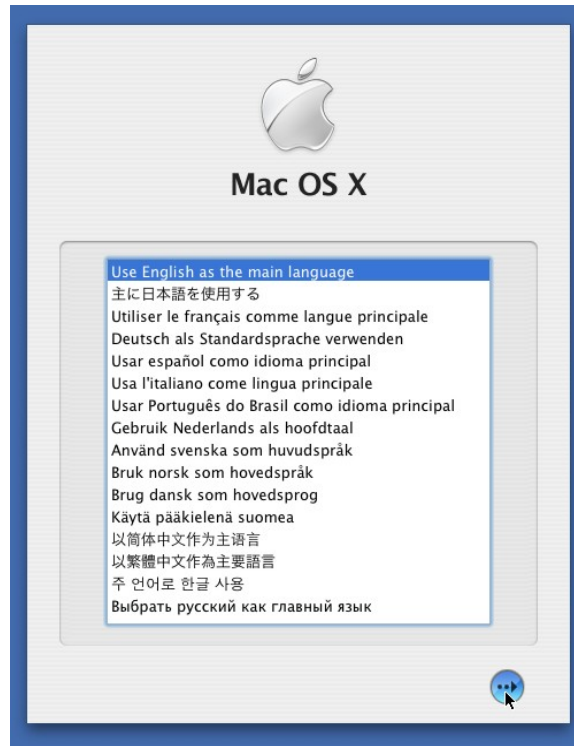 Mac OS X
Use English as the main language
主に日本語を使用する
Utiliser le français comme langue principale
Deutsch als Standardsprache verwenden
Usar español como idioma principal
Usa l'italiano come lingua principale
Usar Português do Brasil como idioma principal
Gebruik Nederlands als hoofdtaal
Använd svenska som huvudspråk
Bruk norsk som hovedspråk
Brug dansk som hovedsprog
Käytä pääkielenä suomea
以简体中文作为主语言
以繁體中文作為主要語言
주 언어로 한글 사용
Выбрать русский как главный язык